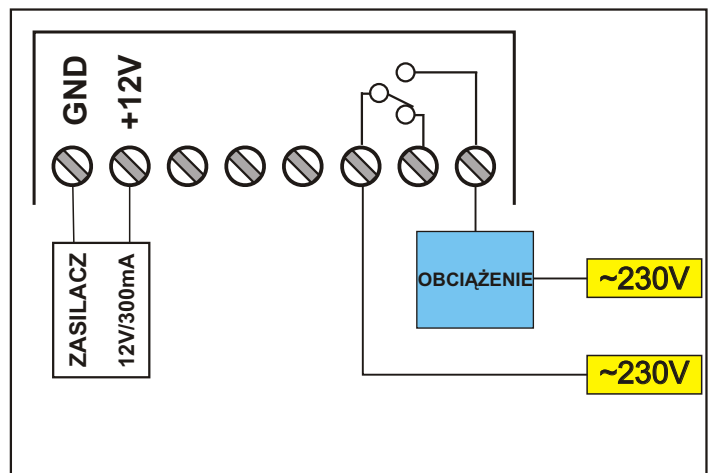 GND
+12V
ZASILACZ
12V/300mA
OBCIĄŻENIE
~230V
~230V